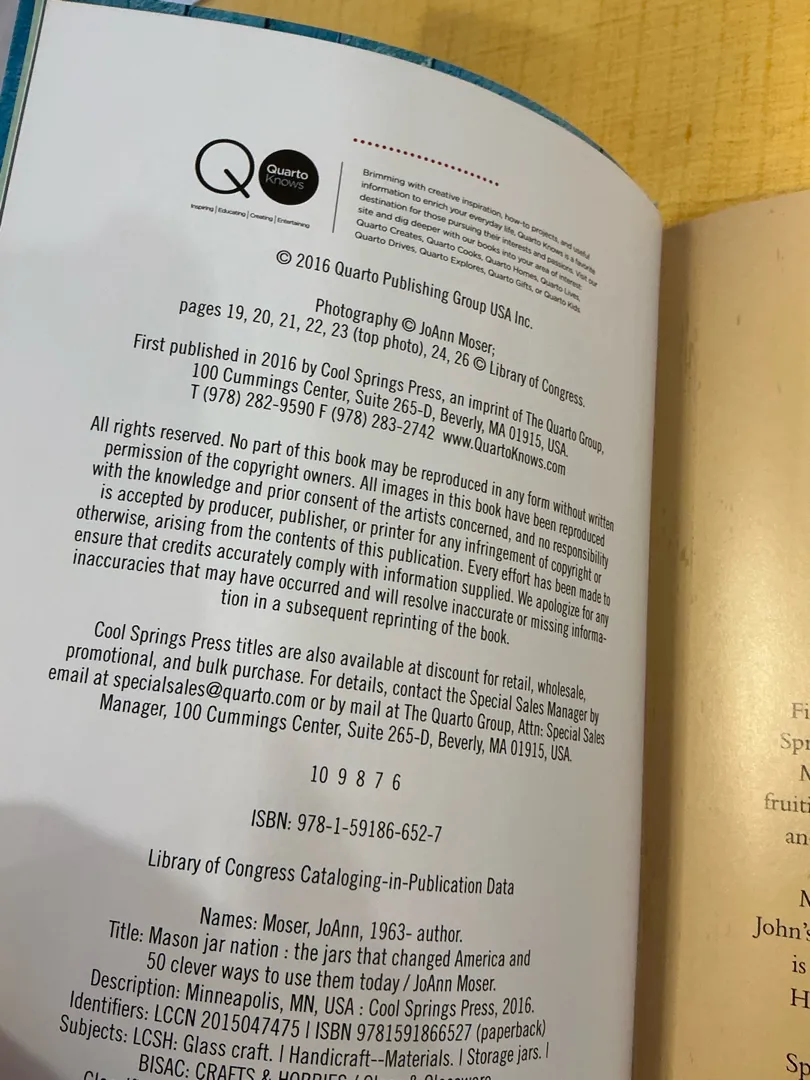 Quarto
Knows
Inspiring | Educating | Creating | Entertaining
Brimming with creative inspiration, how-to projects, and useful
information to enrich your everyday life, Quarto Knows is a favorite
destination for those pursuing their interests and passions. Visit our
site and dig deeper with our books into your area of interest:
Quarto Creates, Quarto Cooks, Quarto Homes, Quarto Lives,
Quarto Drives, Quarto Explores, Quarto Gifts, or Quarto Kids.
© 2016 Quarto Publishing Group USA Inc.
Photography © JoAnn Moser;
pages 19, 20, 21, 22, 23 (top photo), 24, 26 © Library of Congress.
First published in 2016 by Cool Springs Press, an imprint of The Quarto Group,
100 Cummings Center, Suite 265-D, Beverly, MA 01915, USA.
T (978) 282-9590 F (978) 283-2742 www.QuartoKnows.com
All rights reserved. No part of this book may be reproduced in any form without written
permission of the copyright owners. All images in this book have been reproduced
with the knowledge and prior consent of the artists concerned, and no responsibility
is accepted by producer, publisher, or printer for any infringement of copyright or
otherwise, arising from the contents of this publication. Every effort has been made to
ensure that credits accurately comply with information supplied. We apologize for any
inaccuracies that may have occurred and will resolve inaccurate or missing informa-
tion in a subsequent reprinting of the book.
Cool Springs Press titles are also available at discount for retail, wholesale,
promotional, and bulk purchase. For details, contact the Special Sales Manager by
email at specialsales@quarto.com or by mail at The Quarto Group, Attn: Special Sales
Manager, 100 Cummings Center, Suite 265-D, Beverly, MA 01915, USA.
10 9 8 7 6
ISBN: 978-1-59186-652-7
Library of Congress Cataloging-in-Publication Data
Names: Moser, JoAnn, 1963- author.
Title: Mason jar nation : the jars that changed America and
50 clever ways to use them today / JoAnn Moser.
Description: Minneapolis, MN, USA : Cool Springs Press, 2016.
Identifiers: LCCN 2015047475 | ISBN 9781591866527 (paperback)
Subjects: LCSH: Glass craft. | Handicraft--Materials. | Storage jars. |
BISAC: CRAFTS & HOBBIES /
Fi
Spr
fruiti
an
John's
is
H
Sp